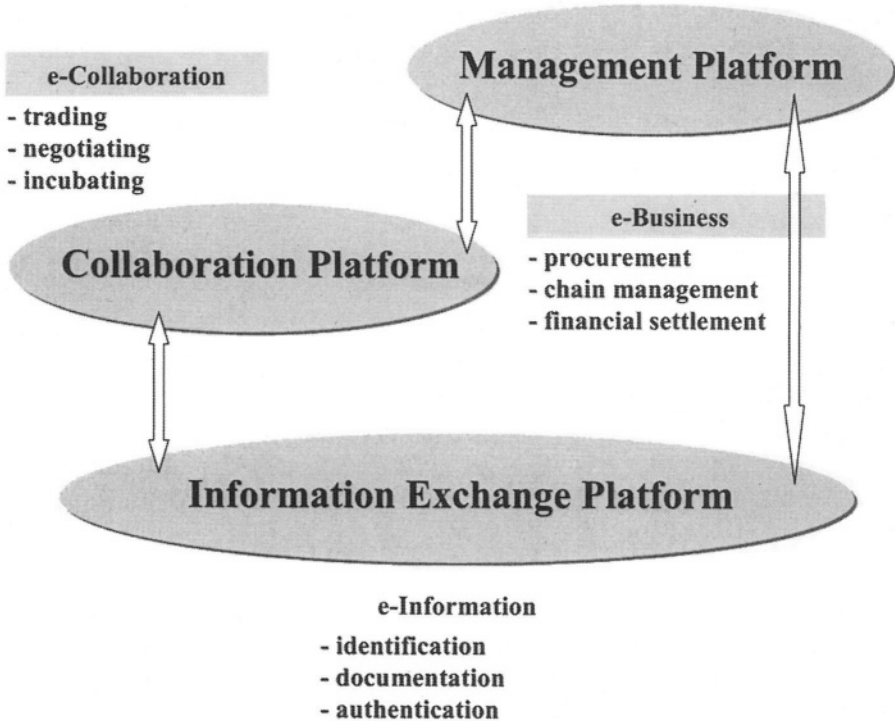 Management Platform
e-Collaboration
- trading
- negotiating
- incubating
e-Business
- procurement
- chain management
- financial settlement
Collaboration Platform
Information Exchange Platform
e-Information
- identification
- documentation
- authentication